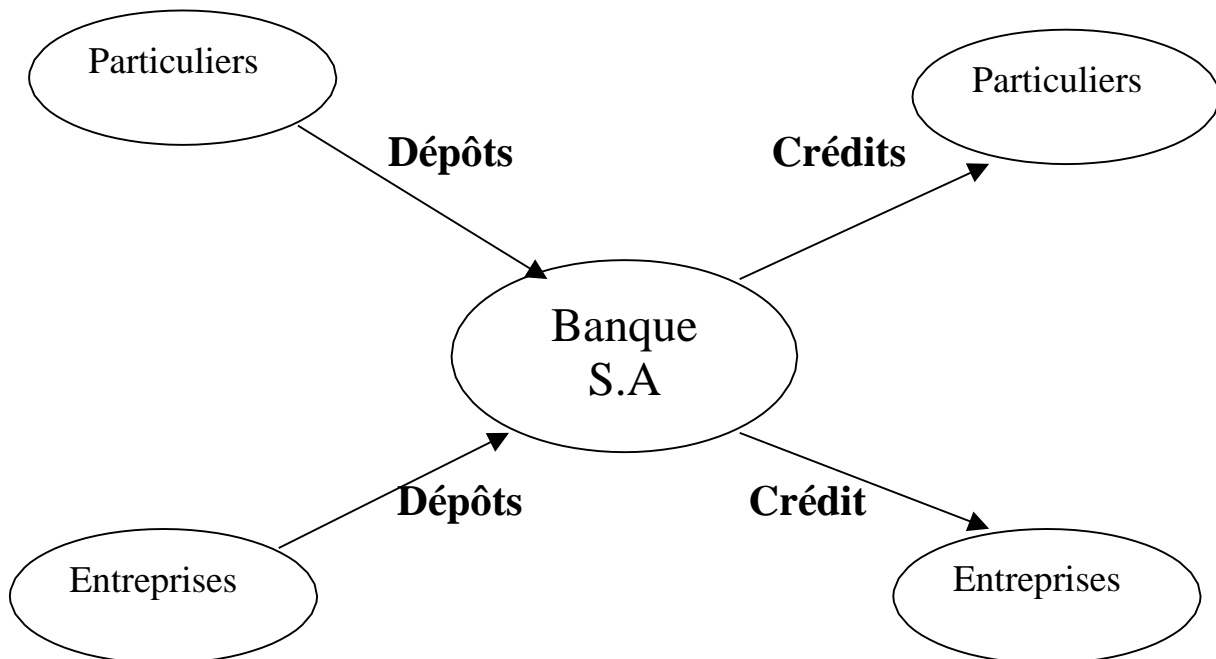 Particuliers
Particuliers
Dépôts
Crédits
Banque
S.A
Dépôts
Crédit
Entreprises
Entreprises